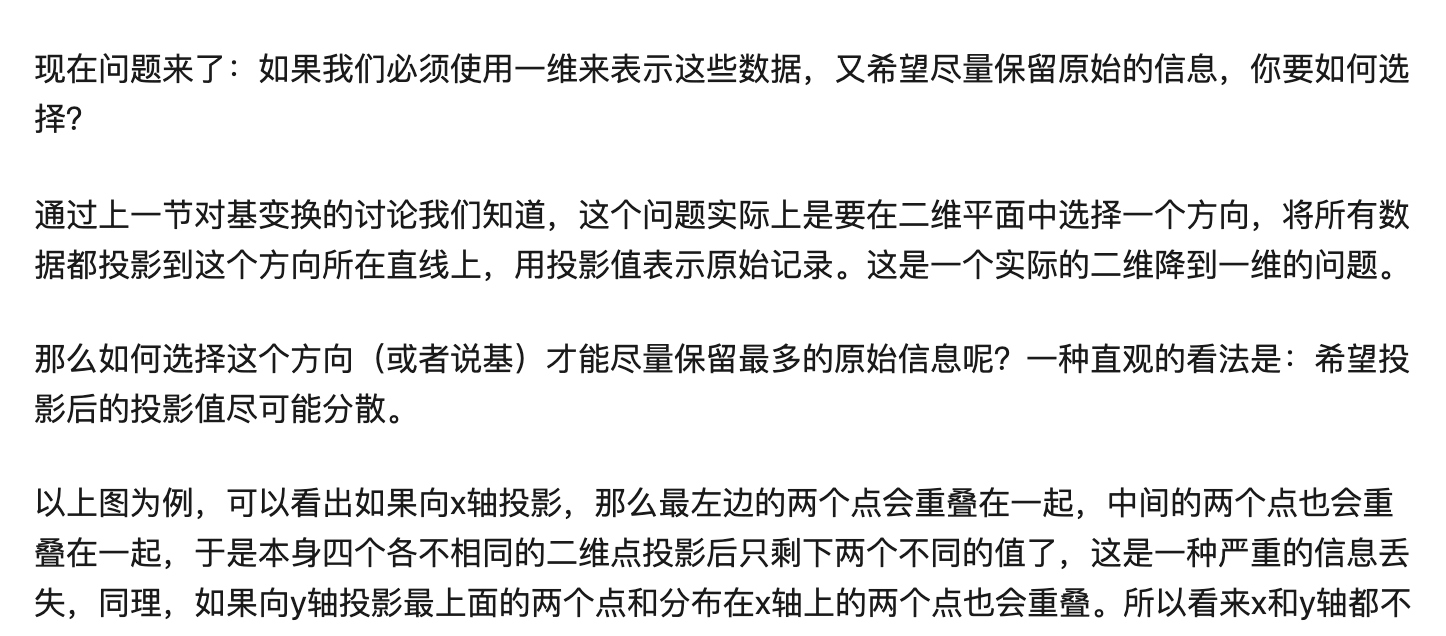 现在问题来了：如果我们必须使用一维来表示这些数据，又希望尽量保留原始的信息，你要如何选
择？
通过上一节对基变换的讨论我们知道，这个问题实际上是要在二维平面中选择一个方向，将所有数
据都投影到这个方向所在直线上，用投影值表示原始记录。这是一个实际的二维降到一维的问题。
那么如何选择这个方向（或者说基）才能尽量保留最多的原始信息呢？一种直观的看法是：希望投
影后的投影值尽可能分散。
以上图为例，可以看出如果向x轴投影，那么最左边的两个点会重叠在一起，中间的两个点也会重
叠在一起，于是本身四个各不相同的二维点投影后只剩下两个不同的值了，这是一种严重的信息丢
失，同理，如果向y轴投影最上面的两个点和分布在x轴上的两个点也会重叠。所以看来x和y轴都不